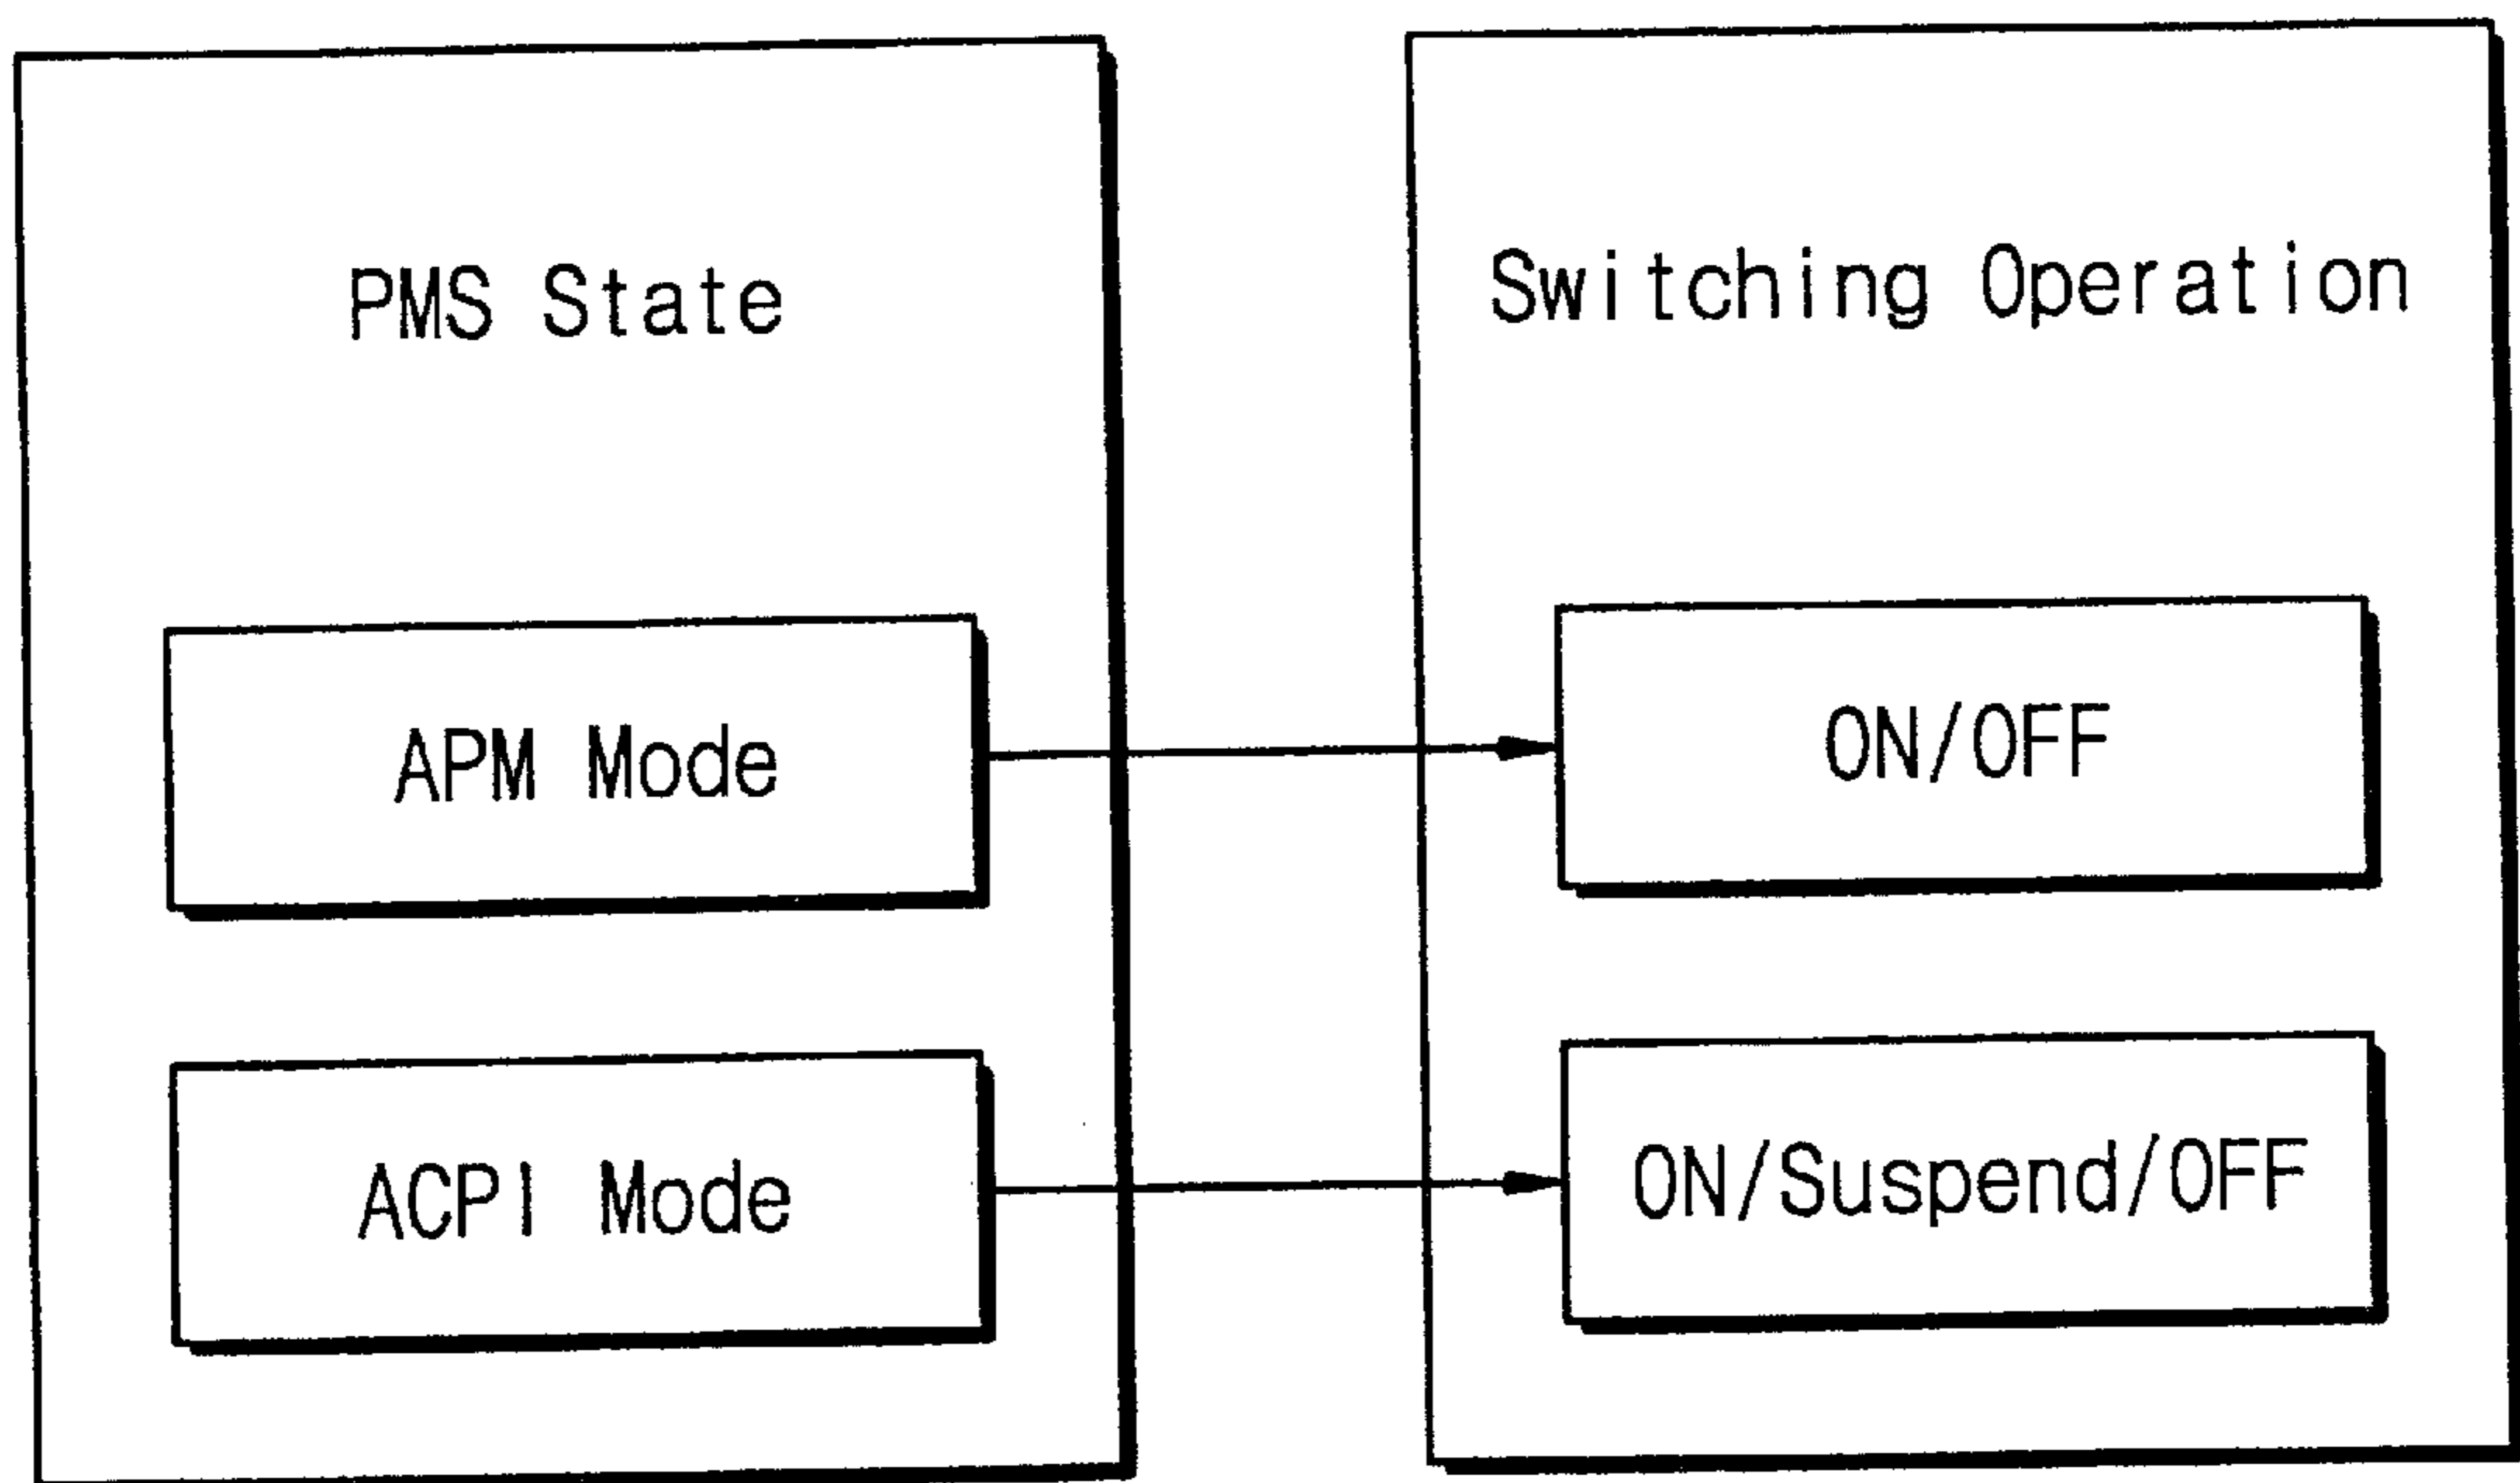 PMS State
Switching Operation
APM Mode
ON/OFF
ACPI Mode
ON/Suspend/OFF